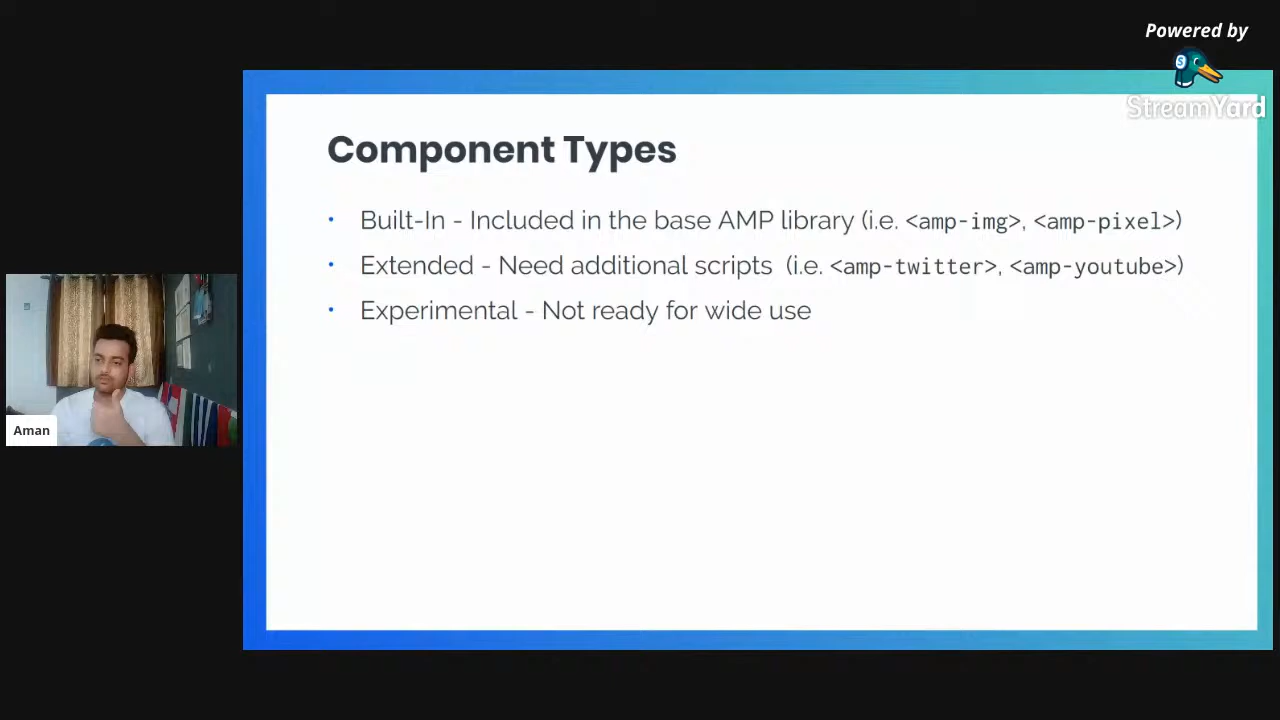 Powered by
StreamYard
Component Types
• Built-In - Included in the base AMP library (i.e. <amp-img>, <amp-pixel>)
• Extended - Need additional scripts (i.e. <amp-twitter>, <amp-youtube>)
• Experimental - Not ready for wide use
Aman